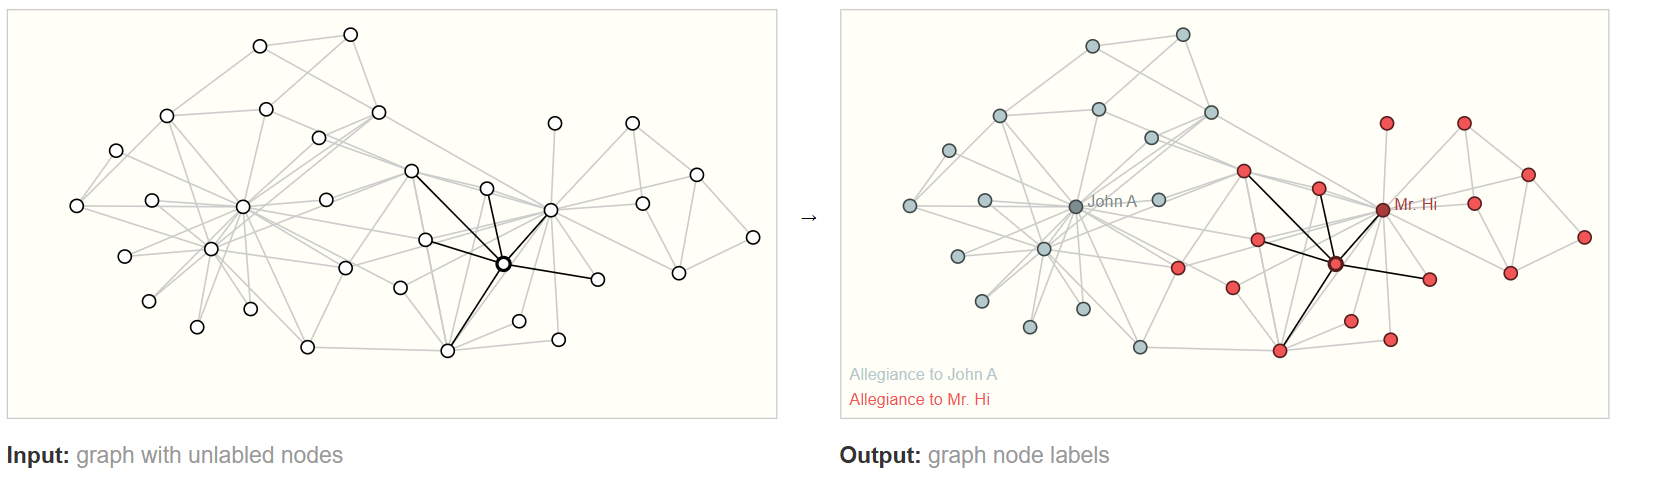 →
John A
Mr. Hi
Allegiance to John A
Allegiance to Mr. Hi
Input: graph with unlabled nodes
Output: graph node labels